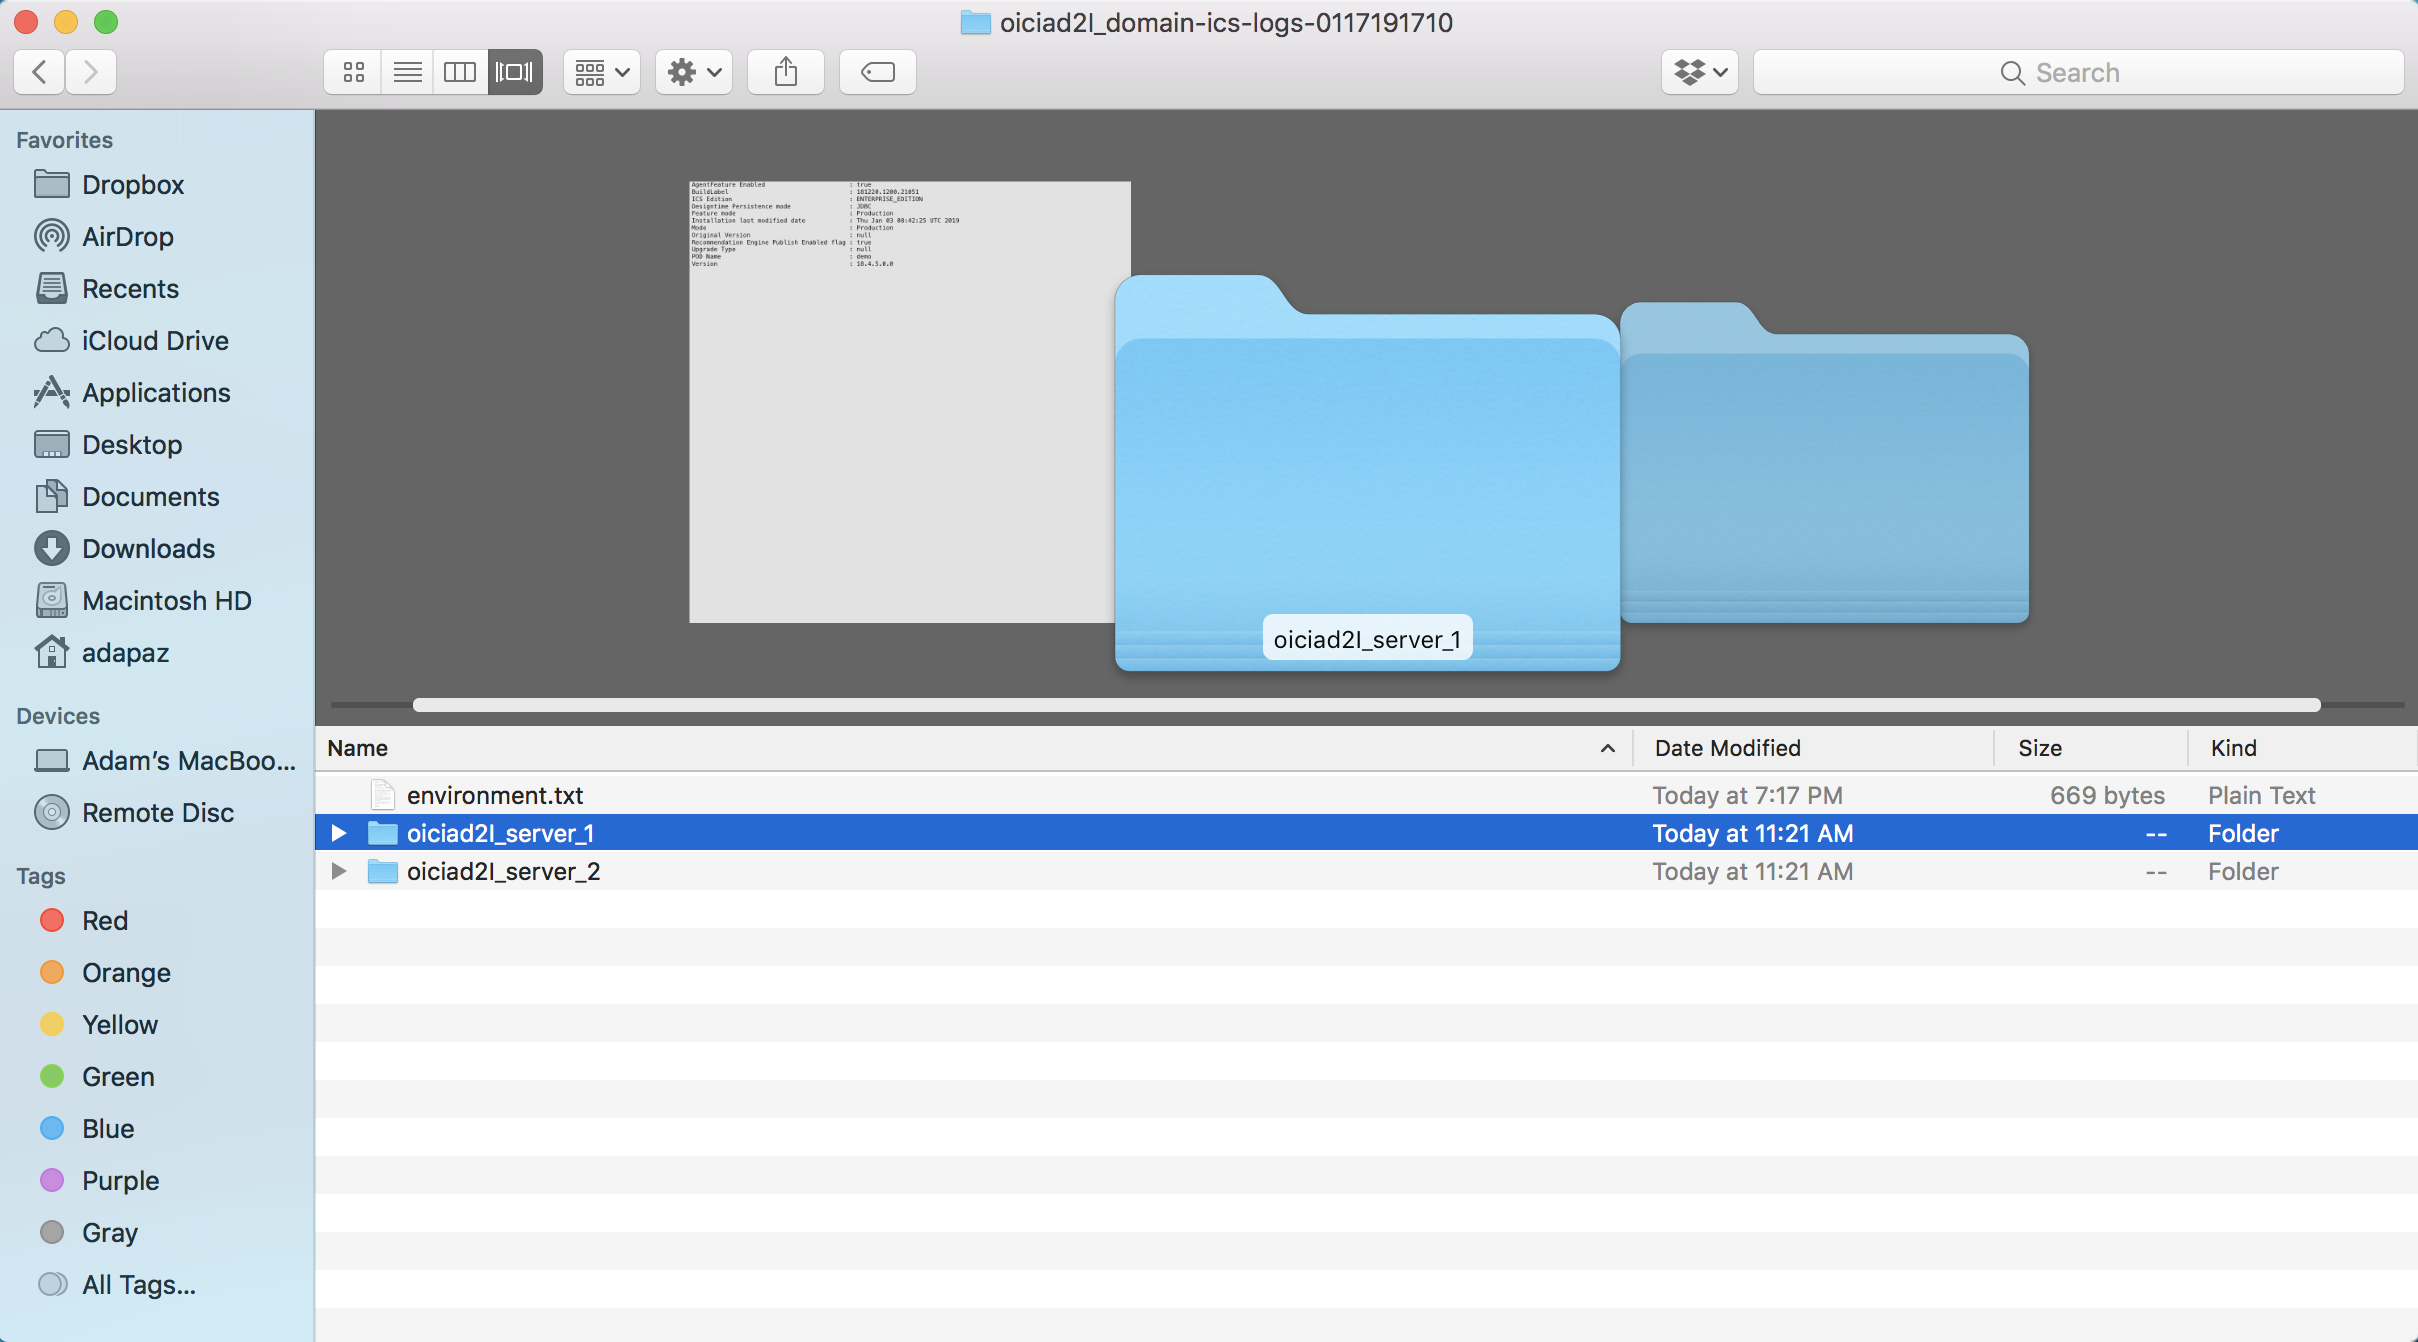 oiciad2l_domain-ics-logs-0117191710
Search
Favorites
Dropbox
AirDrop
Recents
iCloud Drive
Applications
Desktop
Documents
Downloads
Macintosh HD
adapaz
Devices
Adam’s MacBoo...
Remote Disc
Tags
Red
Orange
Yellow
Green
Blue
Purple
Gray
All Tags...
AgentFeature Enabled : true
BuildLabel : 181220.1200.21051
ICS Edition : ENTERPRISE_EDITION
Designtime Persistence mode : JDBC
Feature mode : Production
Installation last modified date : Thu Jan 03 08:42:25 UTC 2019
Mode : Production
Original Version : null
Recommendation Engine Publish Enabled flag : true
Upgrade Type : null
POD Name : demo
Version : 18.4.5.0.0
oiciad2l_server_1
Name Date Modified Size Kind
environment.txt Today at 7:17 PM 669 bytes Plain Text
oiciad2l_server_1 Today at 11:21 AM -- Folder
oiciad2l_server_2 Today at 11:21 AM -- Folder